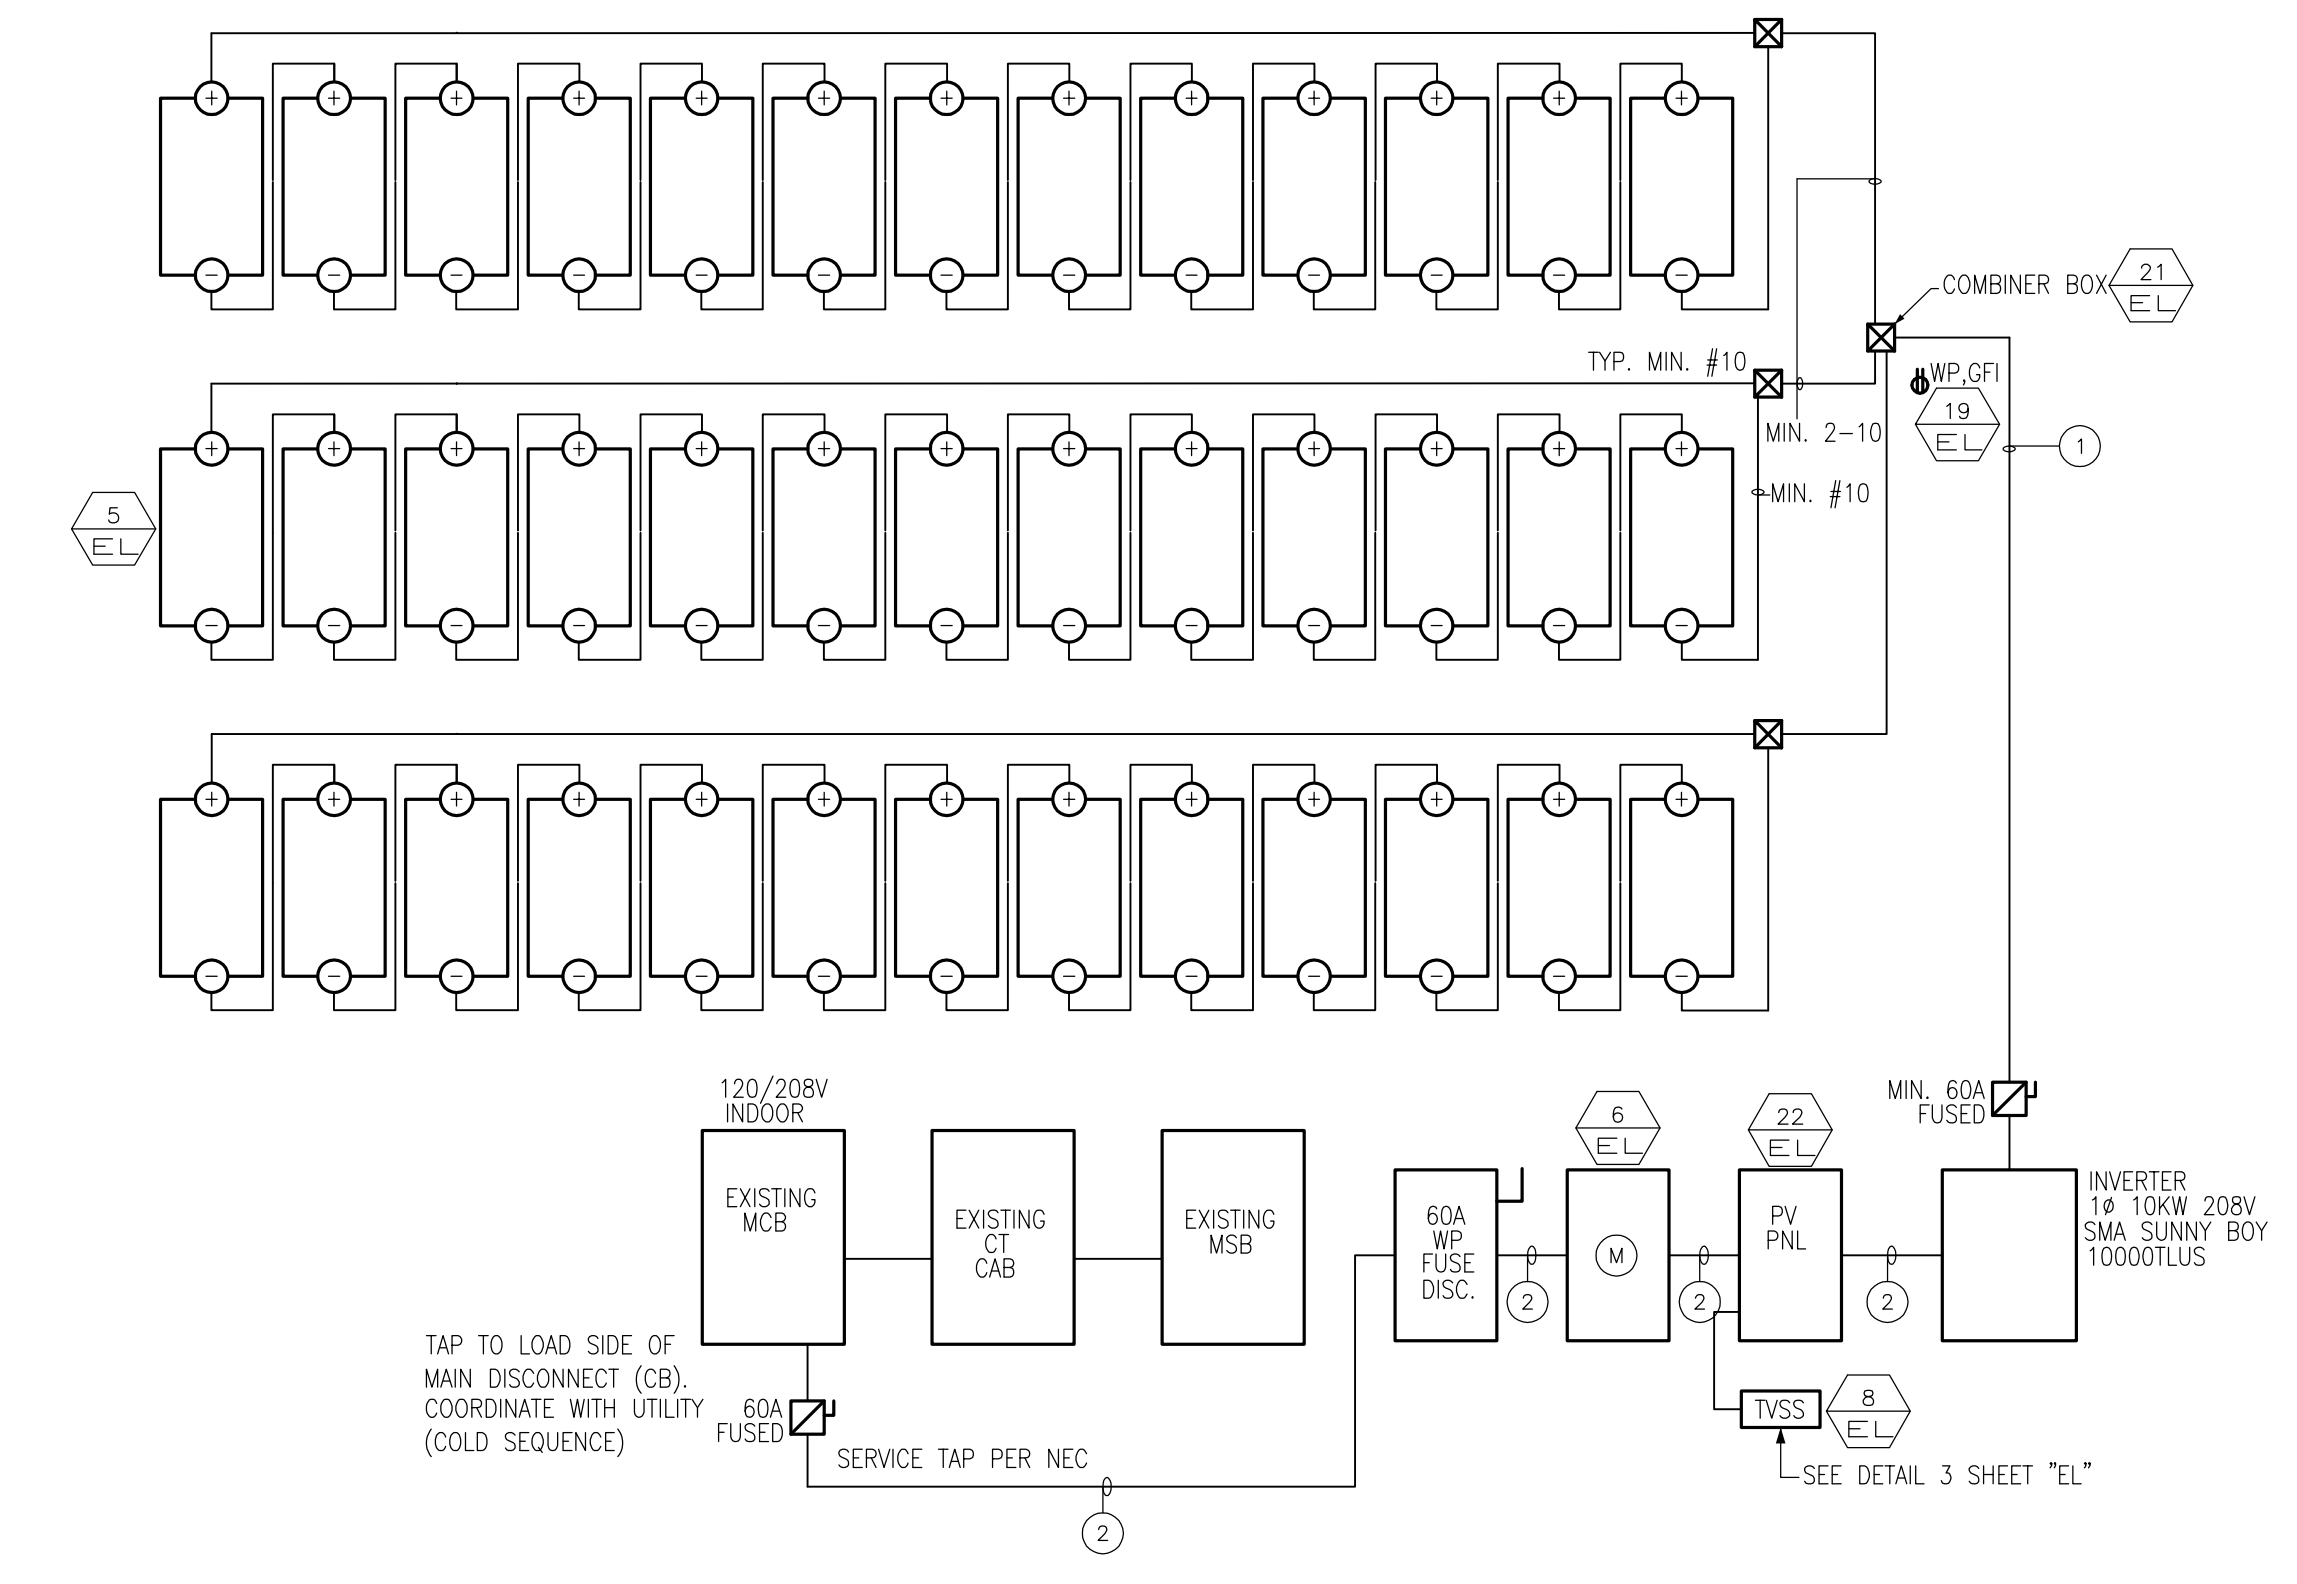 COMBINER BOX
21
EL
TYP. MIN. #10
WP,GFI
19
EL
MIN. 2-10
1
MIN. #10
5
EL
120/208V
INDOOR
EXISTING
MCB
EXISTING
CT
CAB
EXISTING
MSB
60A
WP
FUSE
DISC.
6
EL
M
22
EL
PV
PNL
MIN. 60A
FUSED
INVERTER
1ø 10KW 208V
SMA SUNNY BOY
10000TLUS
2
2
2
TAP TO LOAD SIDE OF
MAIN DISCONNECT (CB).
COORDINATE WITH UTILITY
(COLD SEQUENCE)
60A
FUSED
SERVICE TAP PER NEC
2
TVSS
8
EL
SEE DETAIL 3 SHEET "EL"